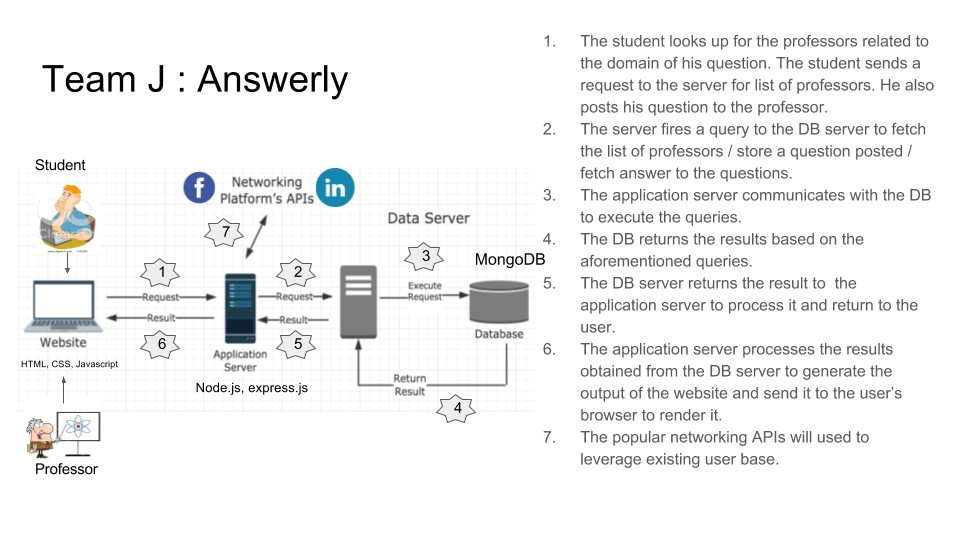 Team J : Answerly
Student
f
Networking
Platform's APIs
in
Data Server
7
3
MongoDB
1
2
Request
Request
Execute
Request
Result
Result
6
5
Website
Application
Server
Database
HTML, CSS, Javascript
Node.js, express.js
Return
Result
4
Professor
1. The student looks up for the professors related to
the domain of his question. The student sends a
request to the server for list of professors. He also
posts his question to the professor.
2. The server fires a query to the DB server to fetch
the list of professors / store a question posted /
fetch answer to the questions.
3. The application server communicates with the DB
to execute the queries.
4. The DB returns the results based on the
aforementioned queries.
5. The DB server returns the result to the
application server to process it and return to the
user.
6. The application server processes the results
obtained from the DB server to generate the
output of the website and send it to the user's
browser to render it.
7. The popular networking APIs will used to
leverage existing user base.